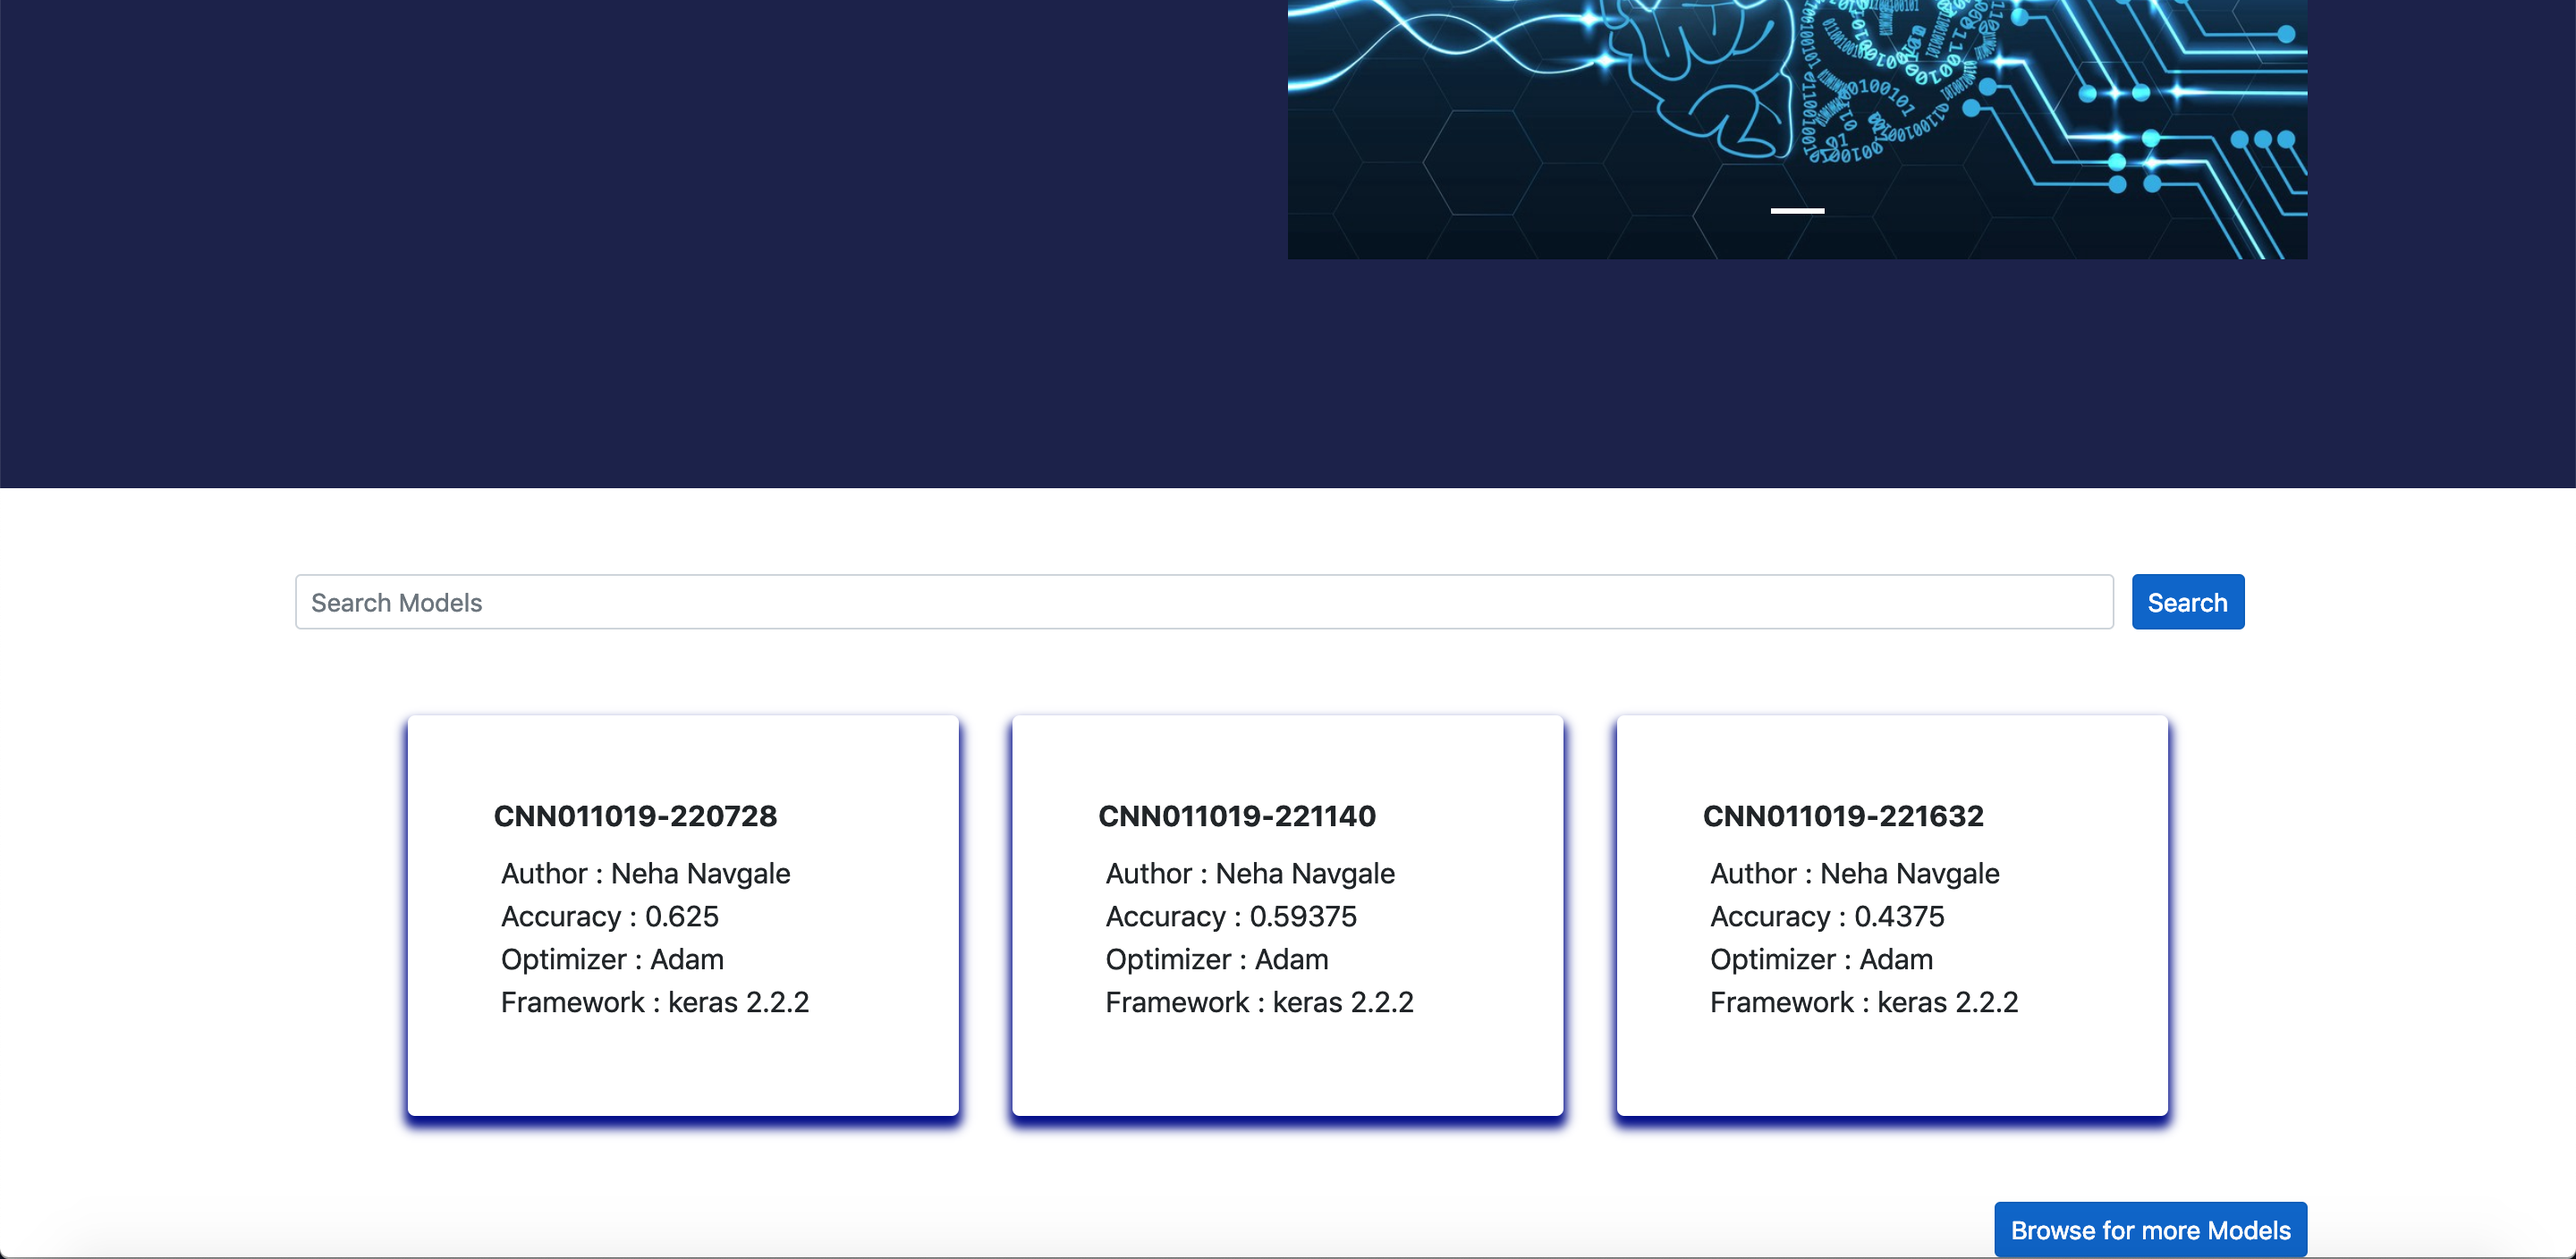 Search Models
Search
CNN011019-220728
Author : Neha Navgale
Accuracy : 0.625
Optimizer : Adam
Framework : keras 2.2.2
CNN011019-221140
Author : Neha Navgale
Accuracy : 0.59375
Optimizer : Adam
Framework : keras 2.2.2
CNN011019-221632
Author : Neha Navgale
Accuracy : 0.4375
Optimizer : Adam
Framework : keras 2.2.2
Browse for more Models